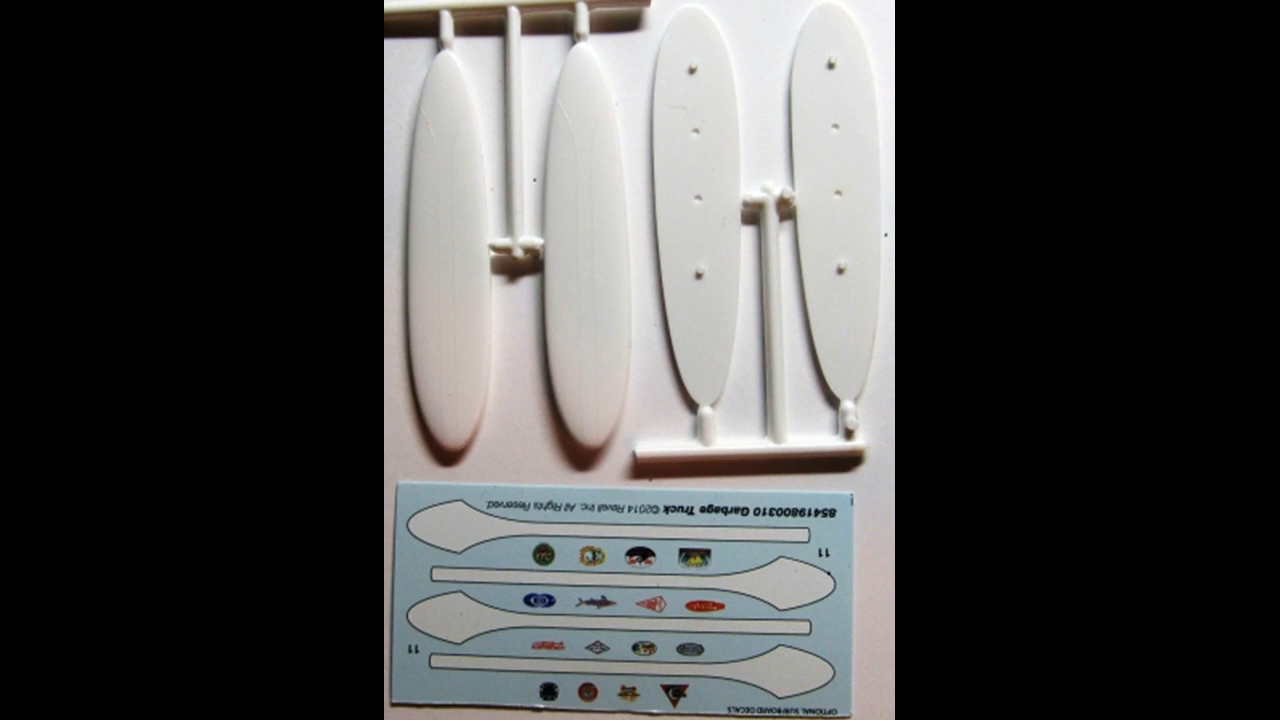 OPTIONAL SURFBOARD DECALS
11
11
85419800310 Garbage Truck ©2014 Revell Inc. All Rights Reserved.